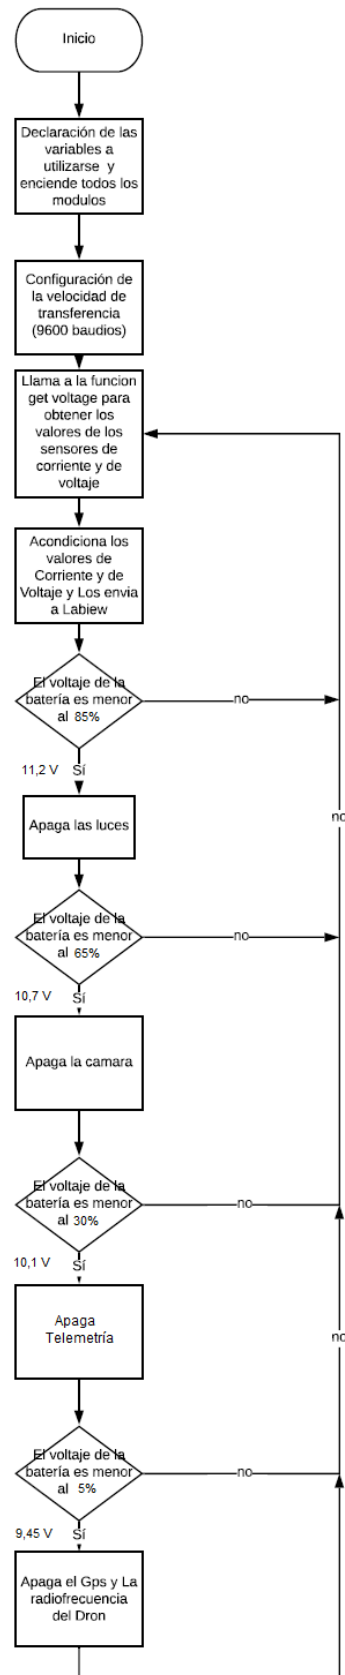 Inicio
Declaración de las
variables a
utilizarse y
enciende todos los
modulos
Configuración de
la velocidad de
transferencia
(9600 baudios)
Llama a la funcion
get voltage para
obtener los
valores de los
sensores de
corriente y de
voltaje
Acondiciona los
valores de
Corriente y de
Voltaje y Los envia
a Labiew
El voltaje de la
batería es menor
al 85%
no
11,2 V Sí
Apaga las luces
no
El voltaje de la
batería es menor
al 65%
no
10,7 V Sí
Apaga la camara
El voltaje de la
batería es menor
al 30%
no
10,1 V Sí
Apaga
Telemetría
no
El voltaje de la
batería es menor
al 5%
no
9,45 V Sí
Apaga el Gps y La
radiofrecuencia
del Dron